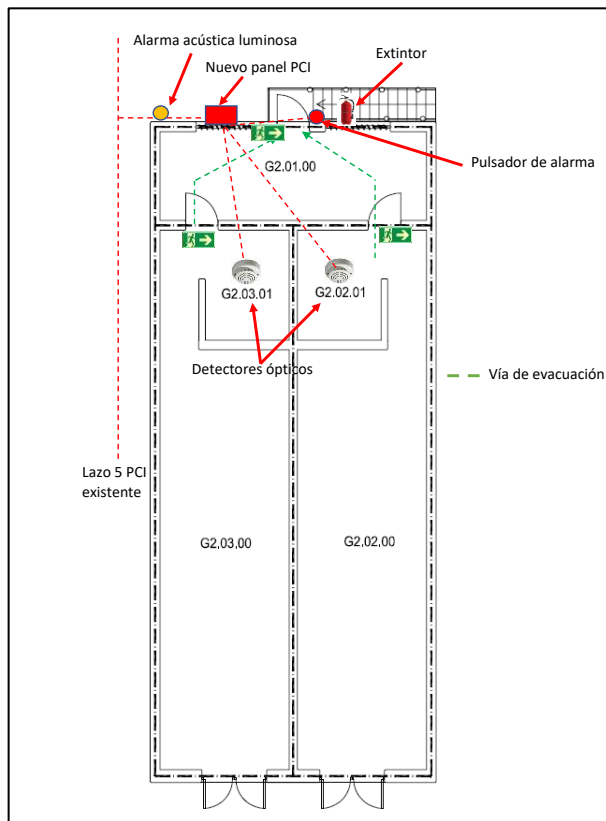 Alarma acústica luminosa
Nuevo panel PCI
Extintor
Pulsador de alarma
G2,01,00
G2.03.01
G2.02.01
Detectores ópticos
Vía de evacuación
Lazo 5 PCI
existente
G2,03,00
G2,02,00